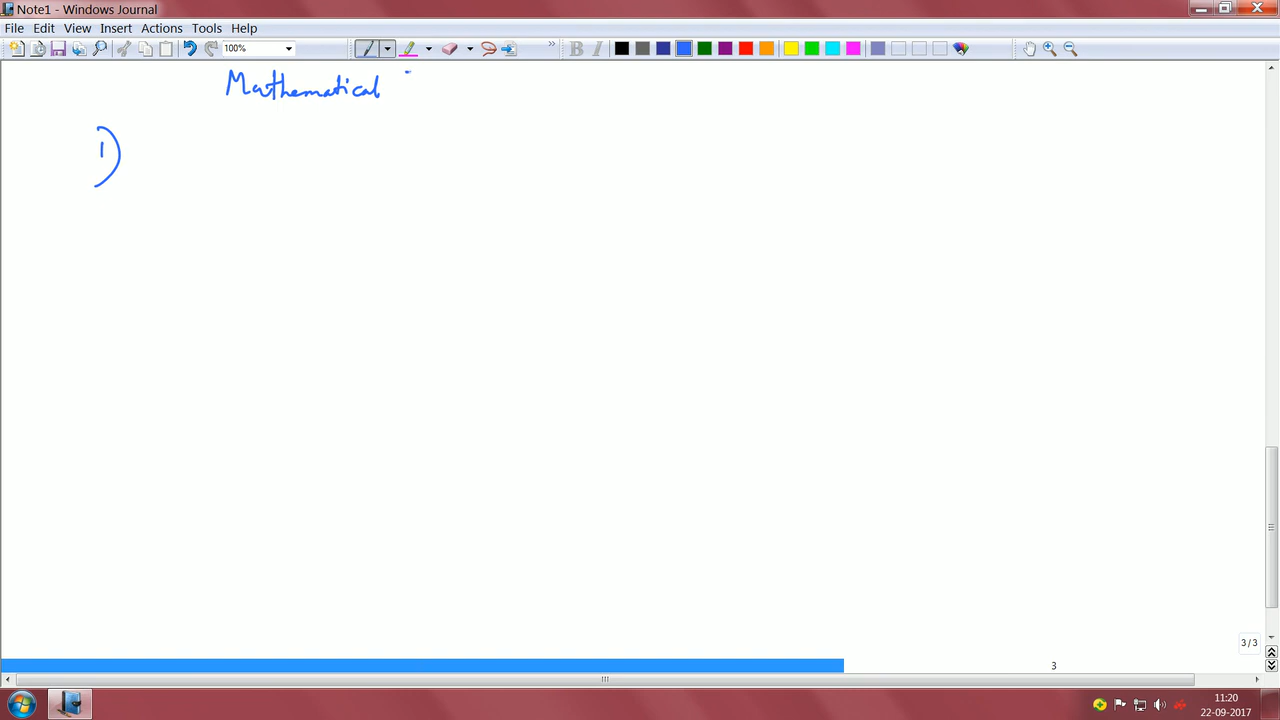 Note1 - Windows Journal
File Edit View Insert Actions Tools Help
100%
Mathematical
1)
3/3
3
11:20
22-09-2017